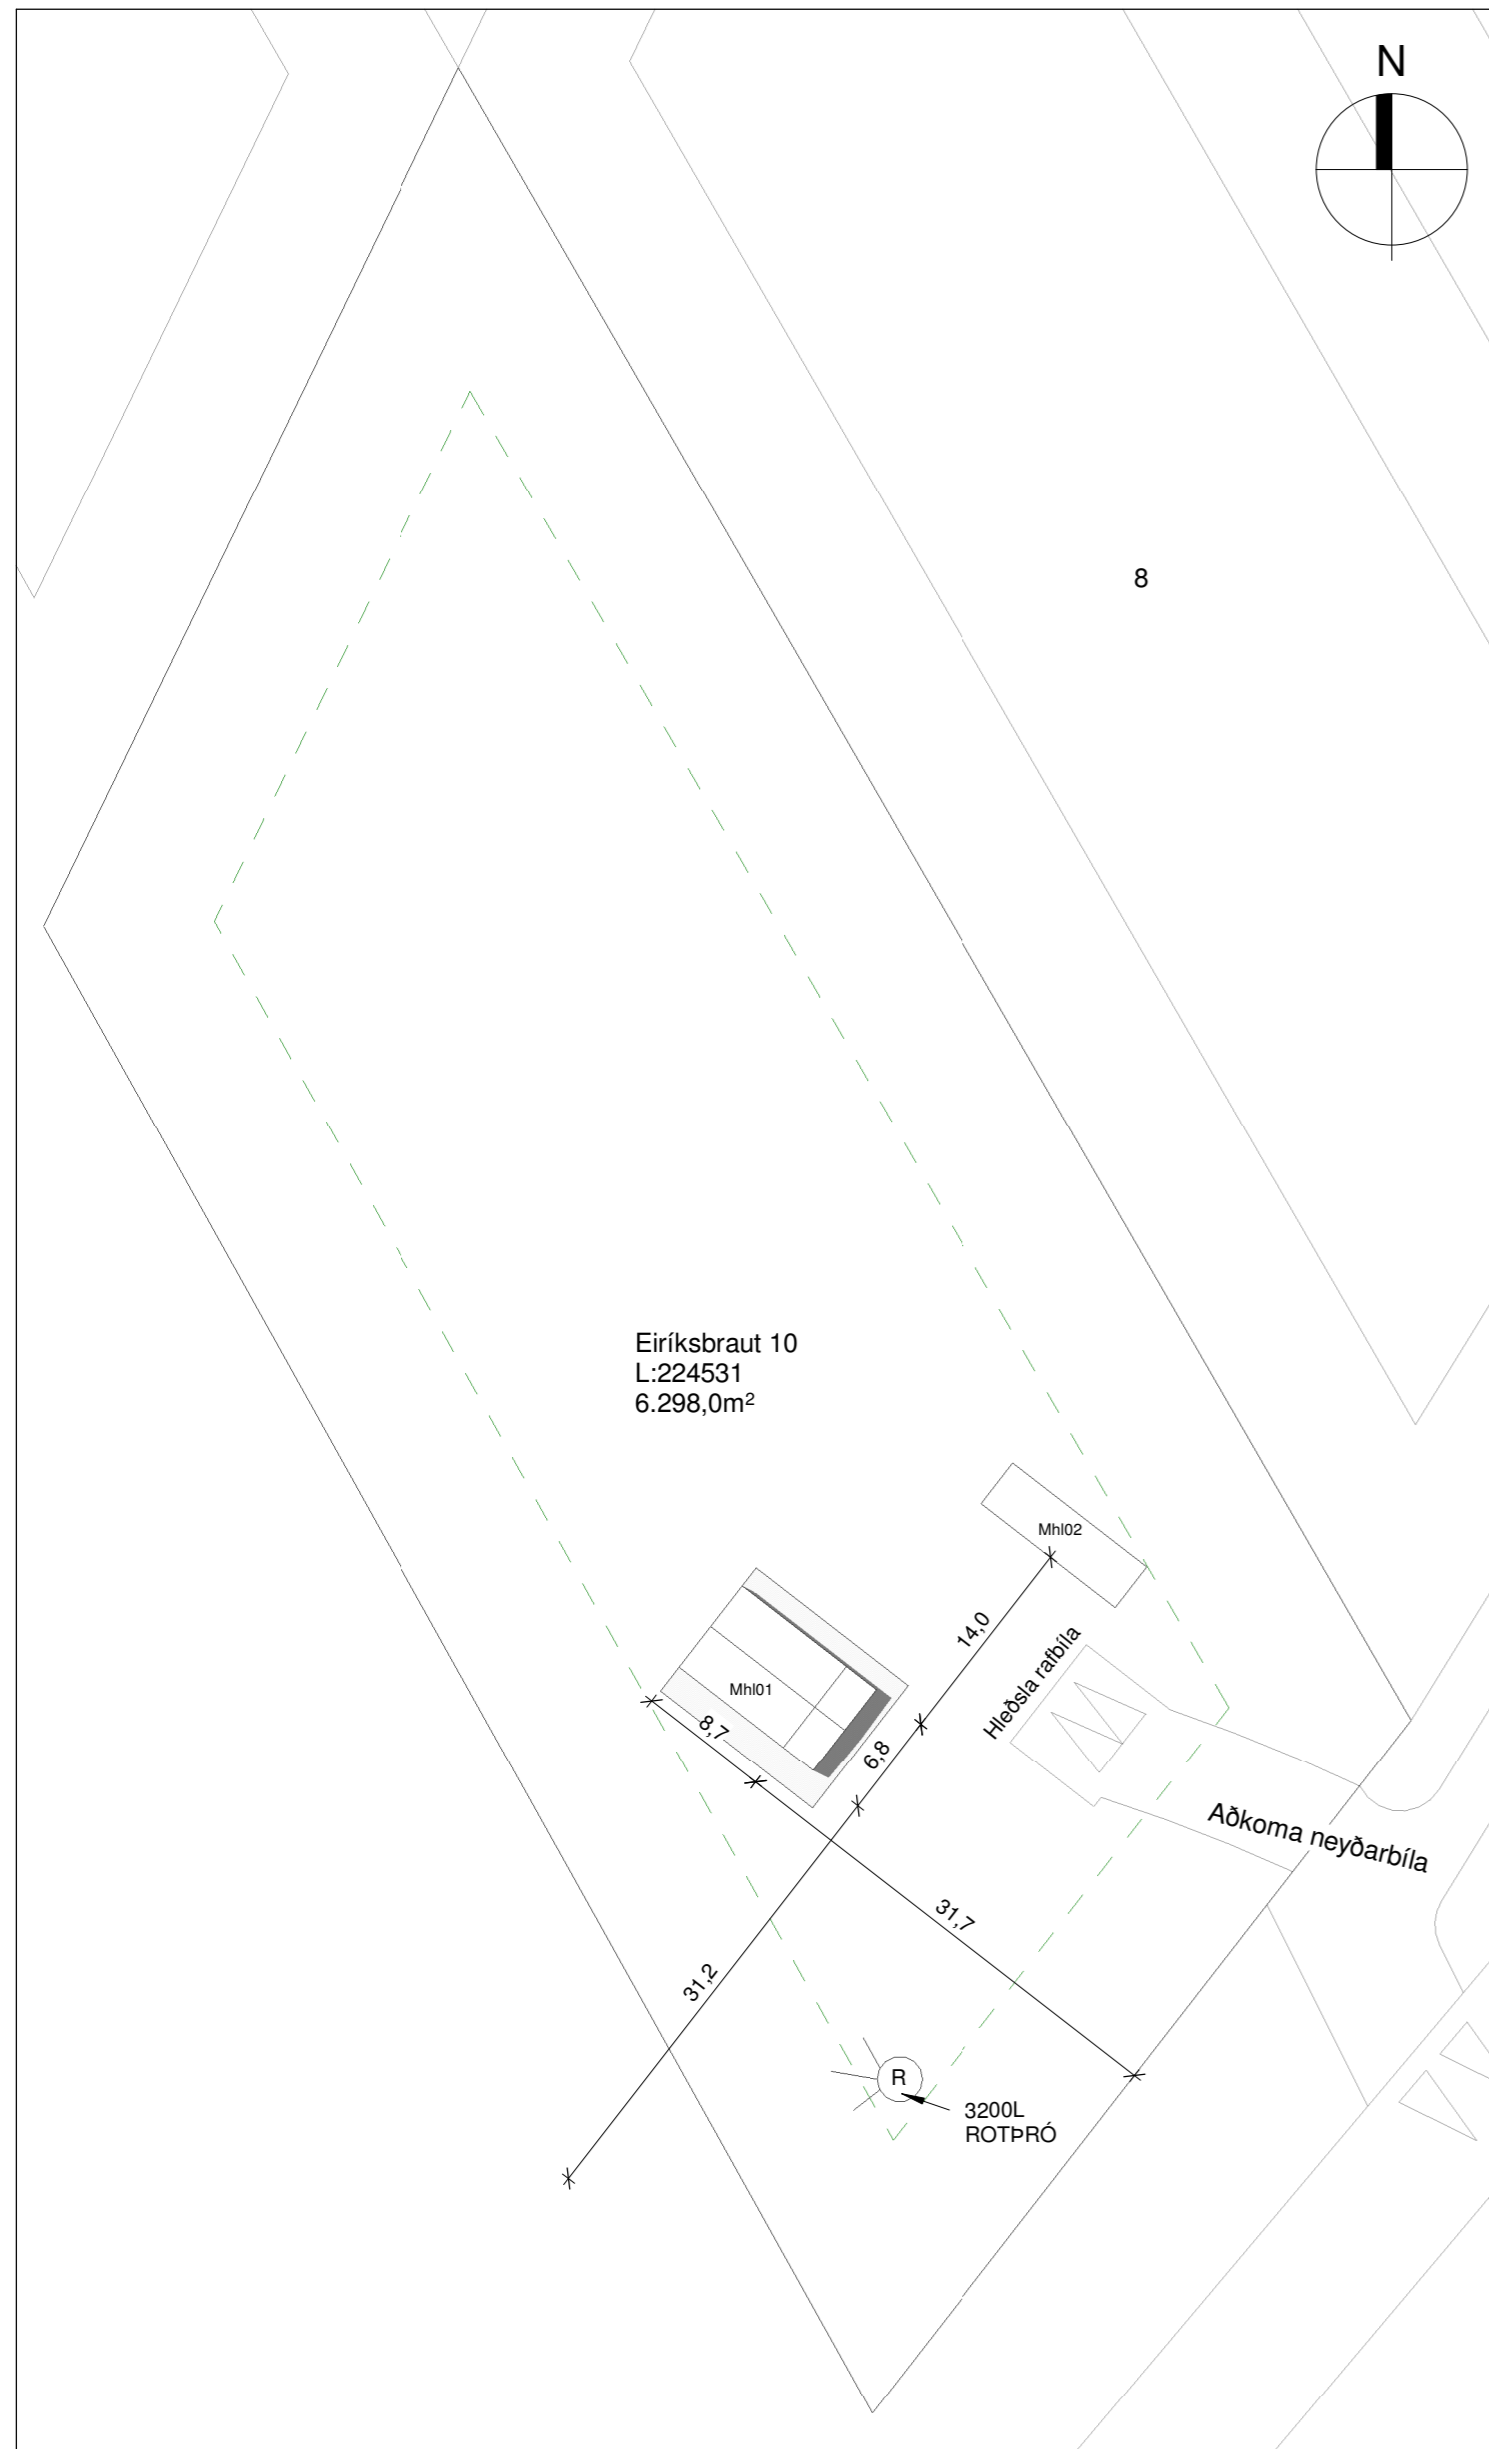 N
8
Eiríksbraut 10
L:224531
6.298,0m²
Mhl02
14,0
Hleðsla rafbíla
Mhl01
8,7
6,8
Aðkoma neyðarbíla
31,7
31,2
R
3200L
ROTÞRÓ